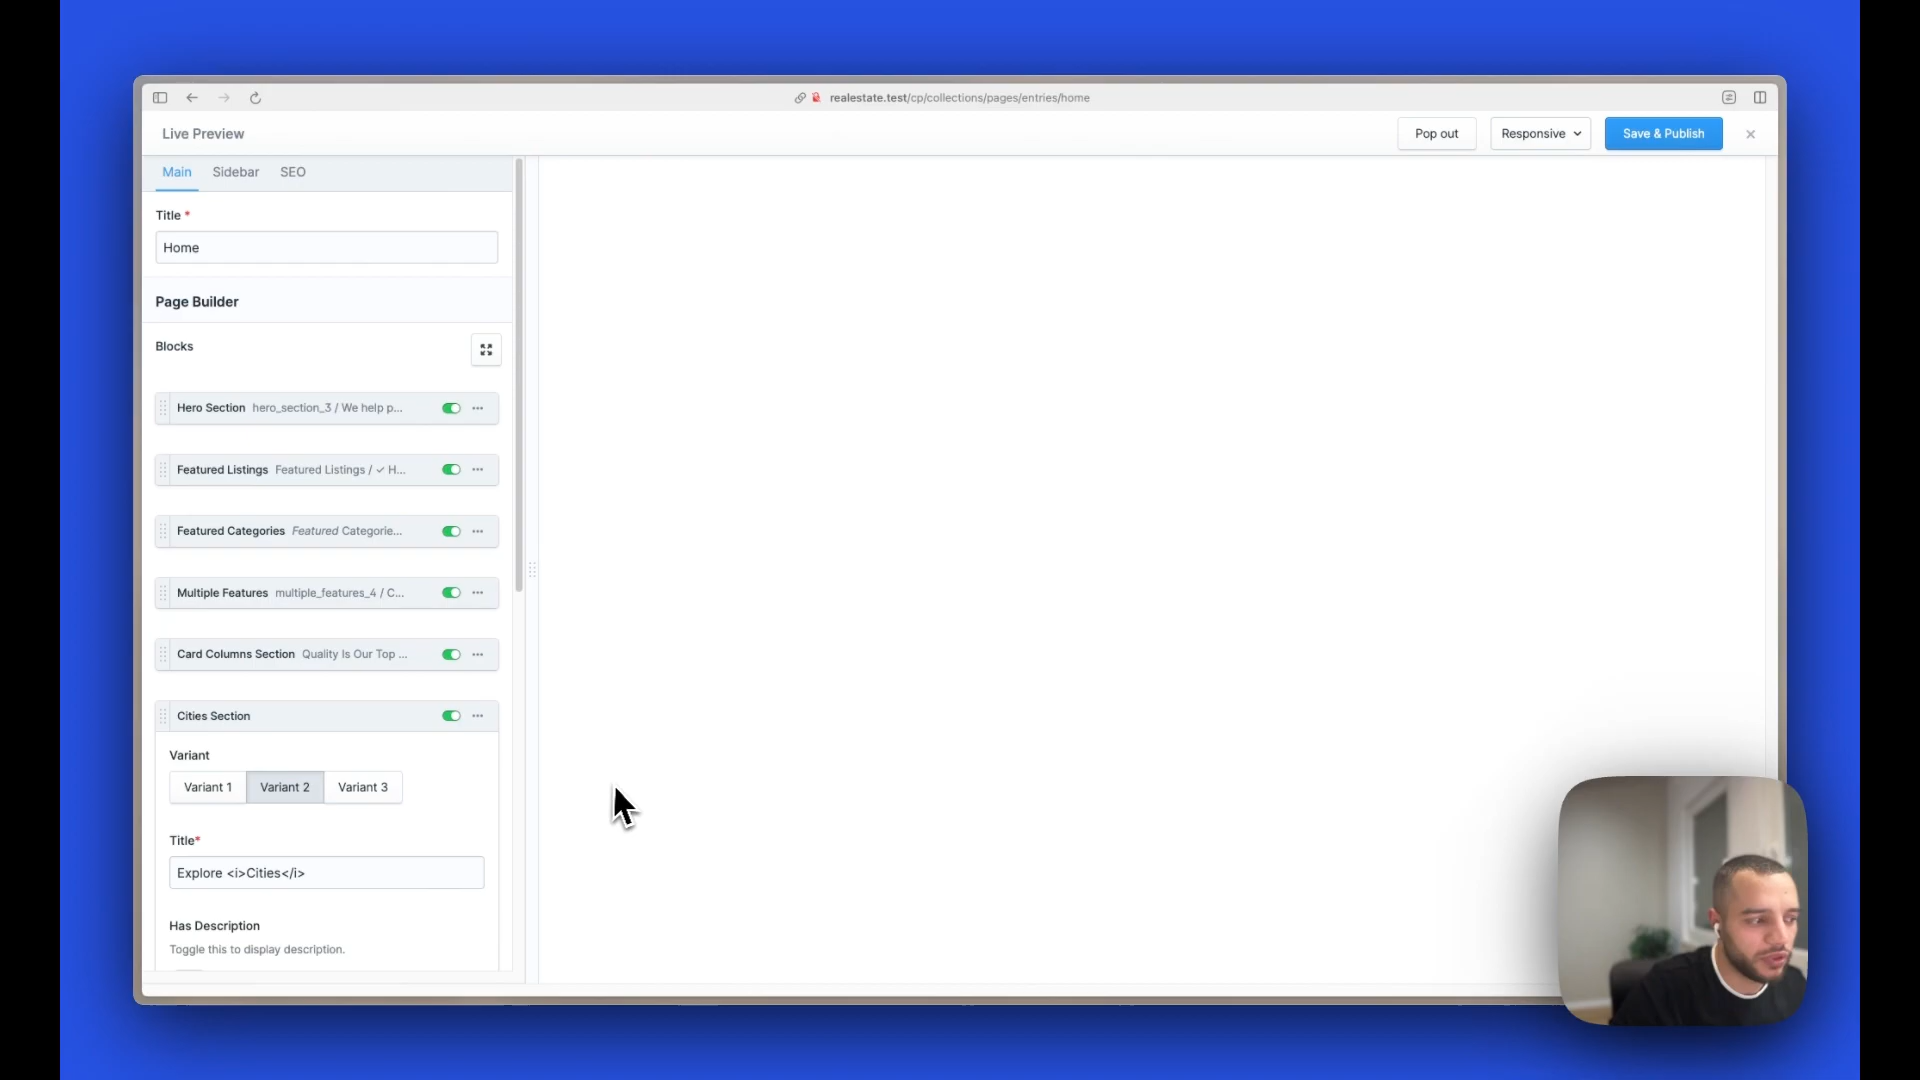 realestate.test/cp/collections/pages/entries/home
Live Preview
Pop out
Responsive
Save & Publish
Main
Sidebar
SEO
Title *
Home
Page Builder
Blocks
Hero Section hero_section_3 / We help p...
Featured Listings Featured Listings / ✓ H...
Featured Categories Featured Categorie...
Multiple Features multiple_features_4 / C...
Card Columns Section Quality Is Our Top ...
Cities Section
Variant
Variant 1
Variant 2
Variant 3
Title*
Explore <i>Cities</i>
Has Description
Toggle this to display description.